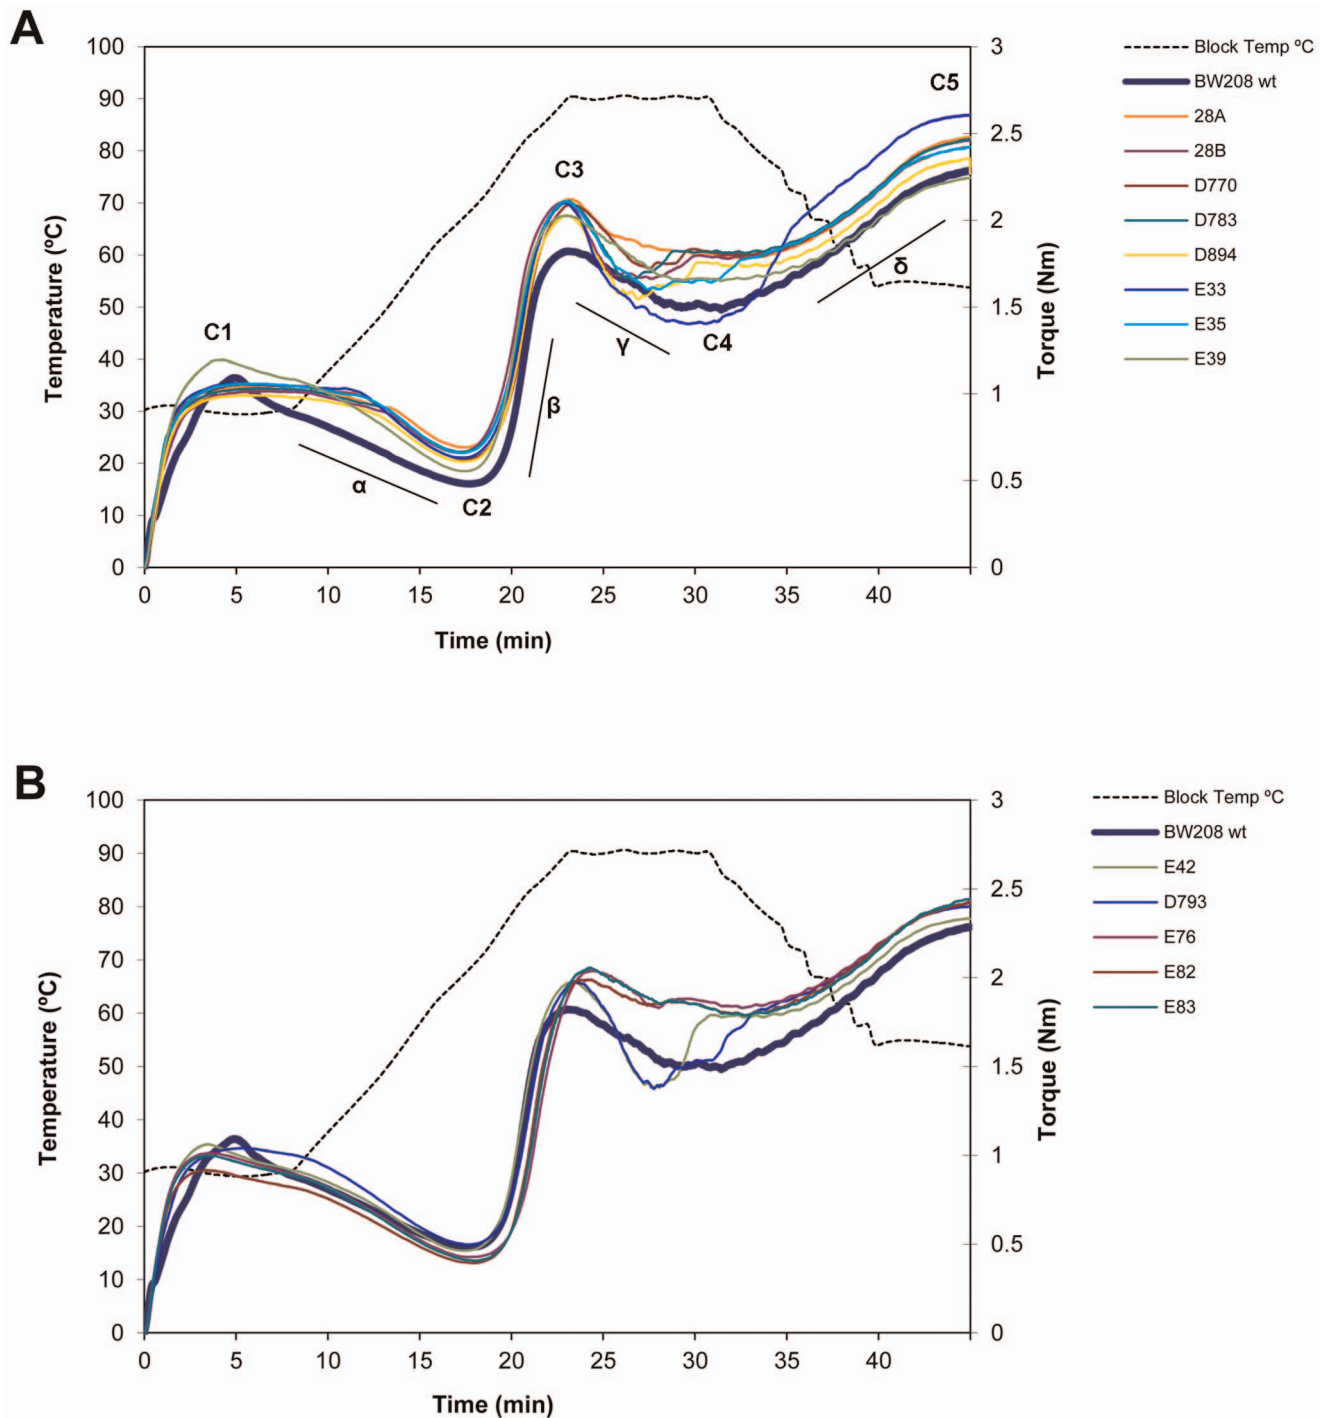 A
Temperature (ºC)
100
90
80
70
60
50
40
30
20
10
0
0 5 10 15 20 25 30 35 40
Time (min)
3
2.5
2
1.5
1
0.5
0
Torque (Nm)
C1
C2
C3
C4
C5
α
β
γ
δ
Block Temp ºC
BW208 wt
28A
28B
D770
D783
D894
E33
E35
E39
B
Temperature (ºC)
100
90
80
70
60
50
40
30
20
10
0
0 5 10 15 20 25 30 35 40
Time (min)
3
2.5
2
1.5
1
0.5
0
Torque (Nm)
Block Temp ºC
BW208 wt
E42
D793
E76
E82
E83